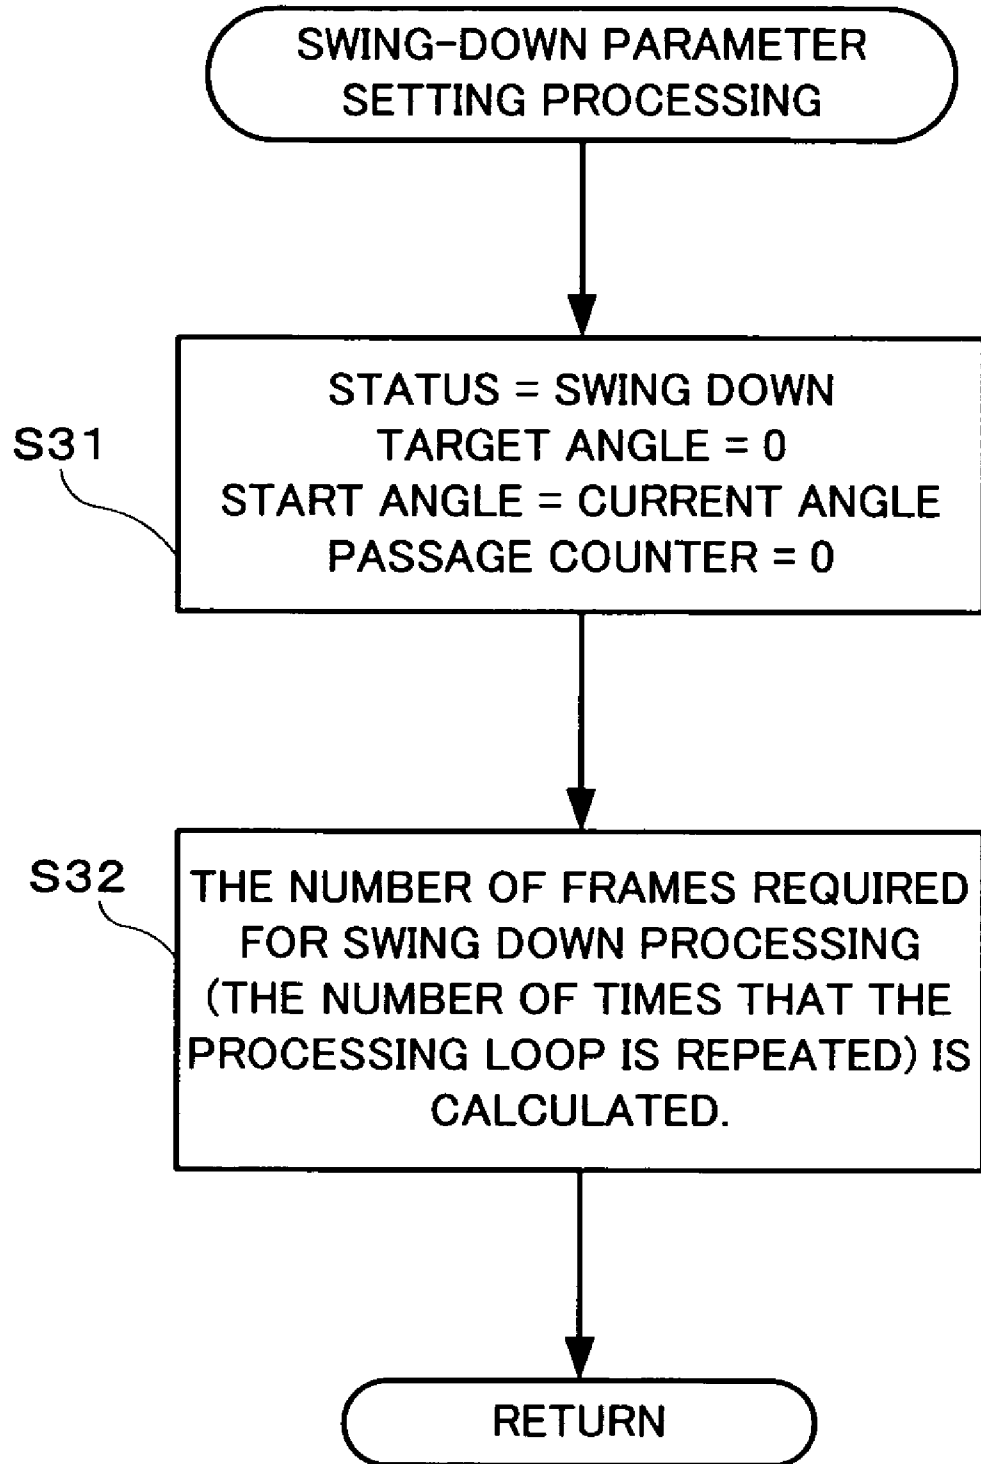 SWING-DOWN PARAMETER
SETTING PROCESSING
S31
STATUS = SWING DOWN
TARGET ANGLE = 0
START ANGLE = CURRENT ANGLE
PASSAGE COUNTER = 0
S32
THE NUMBER OF FRAMES REQUIRED
FOR SWING DOWN PROCESSING
(THE NUMBER OF TIMES THAT THE
PROCESSING LOOP IS REPEATED) IS
CALCULATED.
RETURN